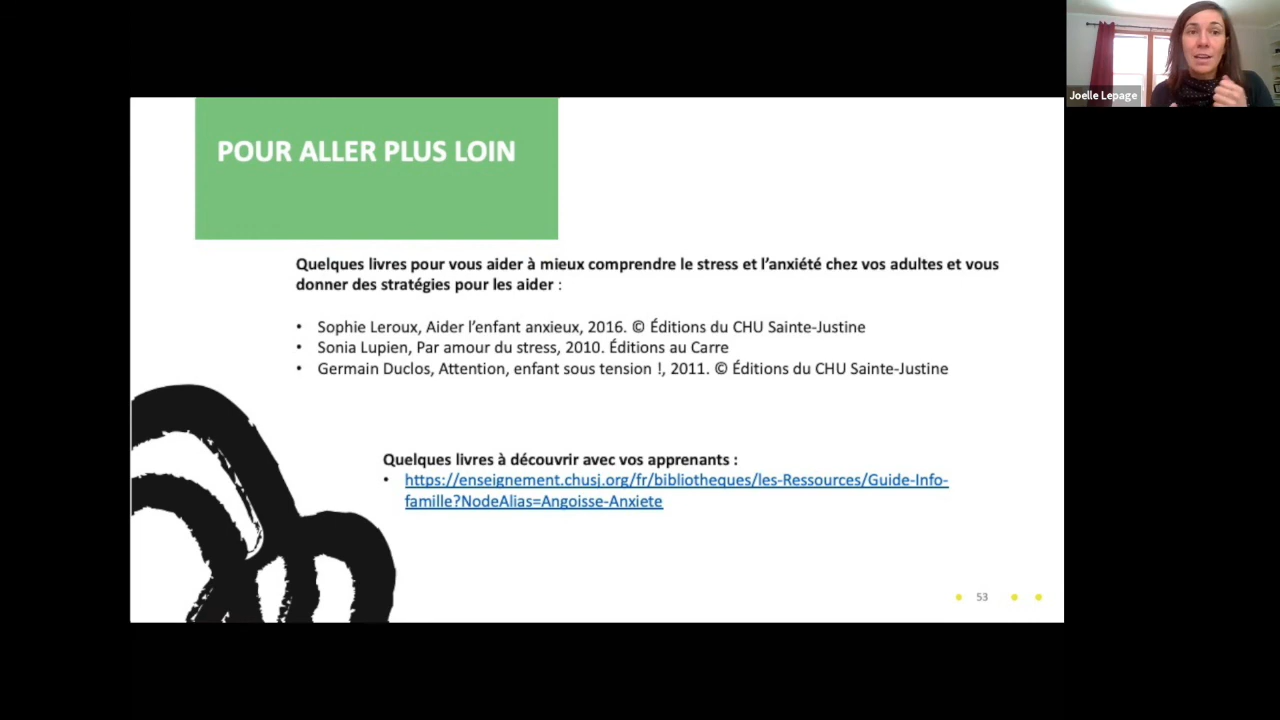 Joelle Lepage
POUR ALLER PLUS LOIN
Quelques livres pour vous aider à mieux comprendre le stress et l’anxiété chez vos adultes et vous
donner des stratégies pour les aider :
• Sophie Leroux, Aider l’enfant anxieux, 2016. © Éditions du CHU Sainte-Justine
• Sonia Lupien, Par amour du stress, 2010. Éditions au Carre
• Germain Duclos, Attention, enfant sous tension !, 2011. © Éditions du CHU Sainte-Justine
Quelques livres à découvrir avec vos apprenants :
• https://enseignement.chusj.org/fr/bibliotheques/les-Ressources/Guide-Info-
famille?NodeAlias=Angoisse-Anxiete
53